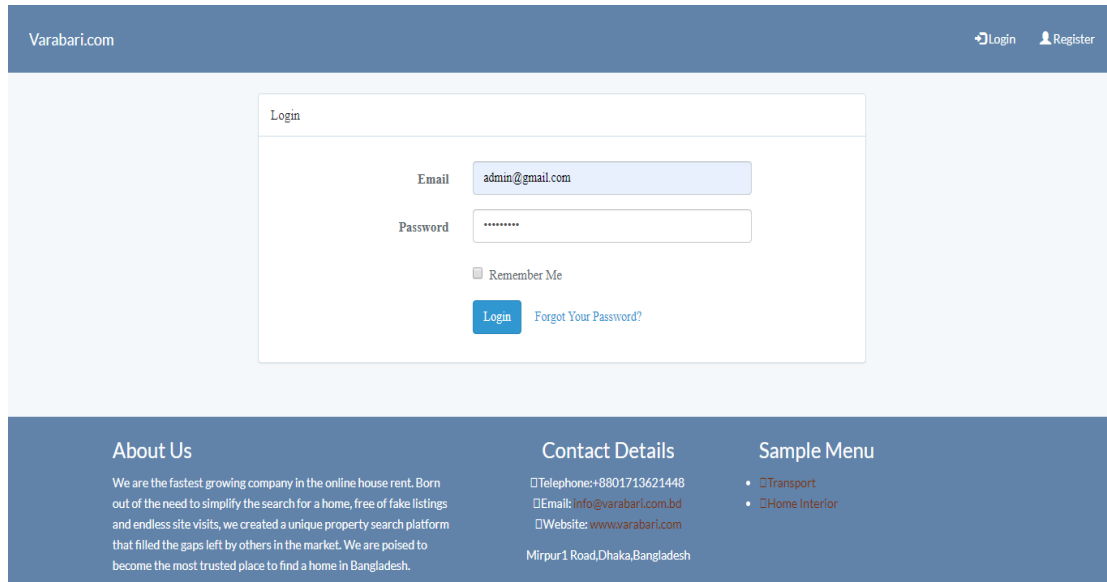 Varabari.com
Login
Register
Login
Email
admin@gmail.com
Password
•••••••••
Remember Me
Login
Forgot Your Password?
About Us
We are the fastest growing company in the online house rent. Born
out of the need to simplify the search for a home, free of fake listings
and endless site visits, we created a unique property search platform
that filled the gaps left by others in the market. We are poised to
become the most trusted place to find a home in Bangladesh.
Contact Details
Telephone:+8801713621448
Email: info@varabari.com.bd
Website: www.varabari.com
Mirpur1 Road,Dhaka,Bangladesh
Sample Menu
• Transport
• Home Interior